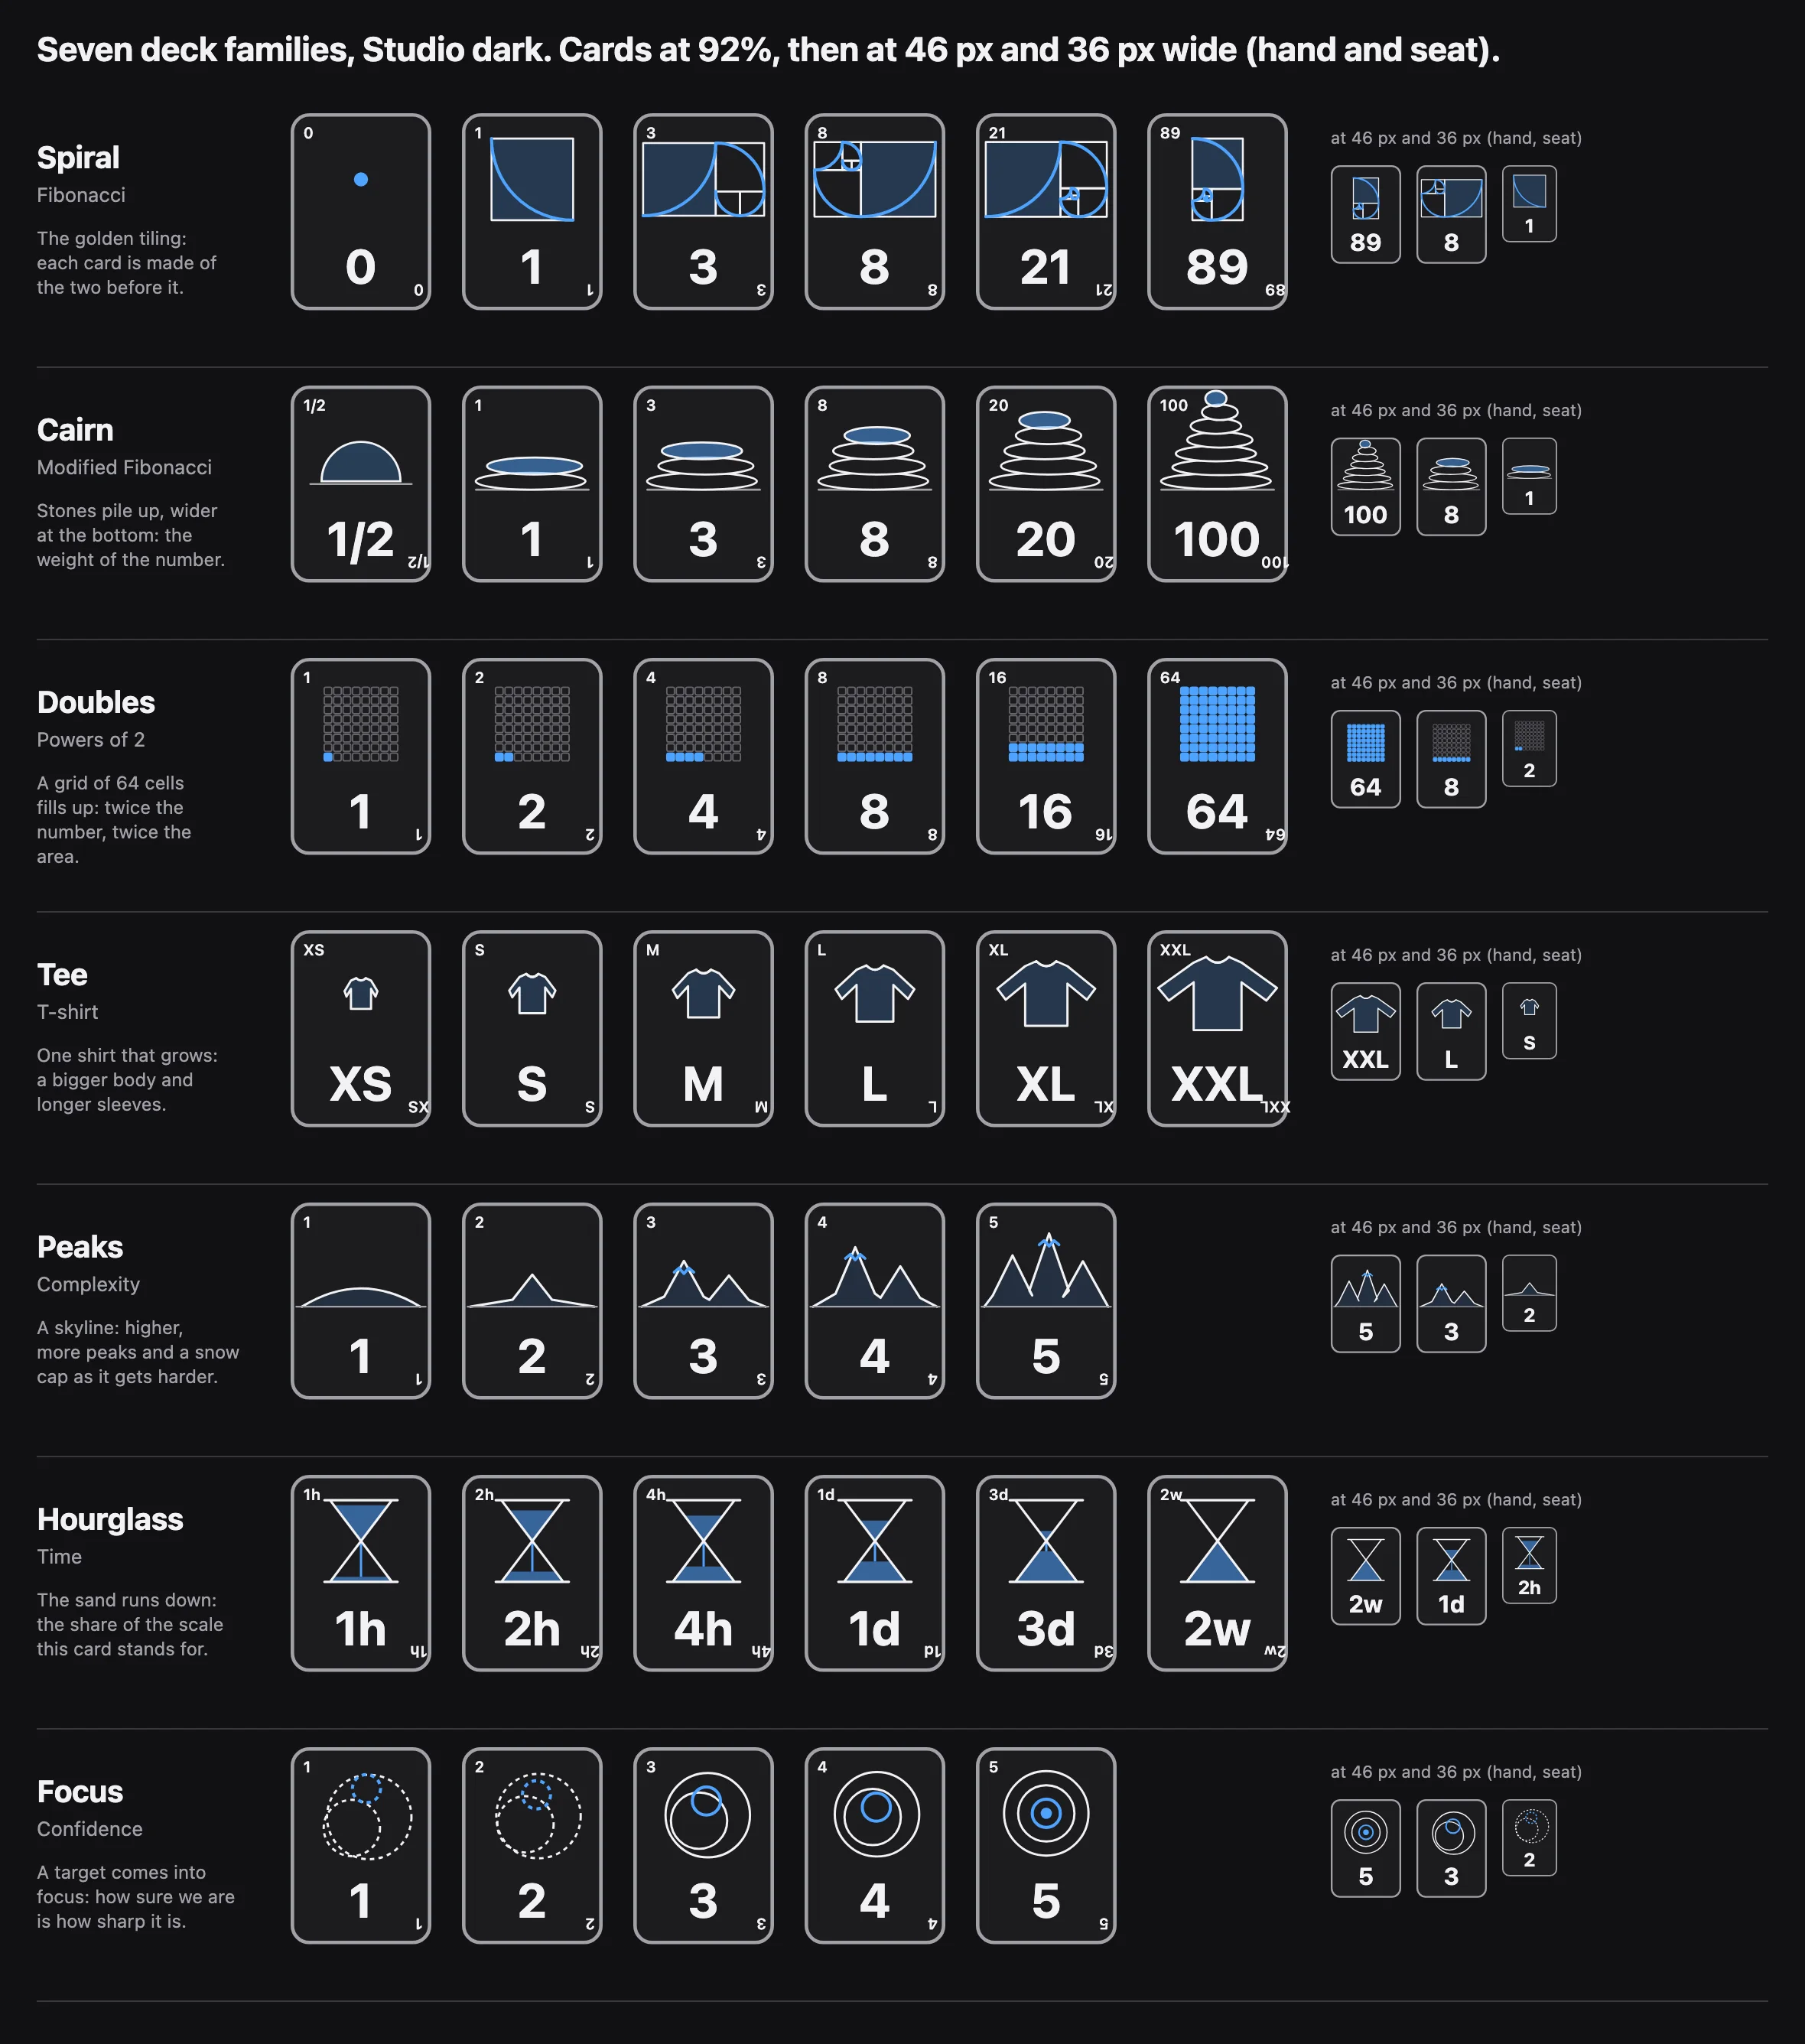 Seven deck families, Studio dark. Cards at 92%, then at 46 px and 36 px wide (hand and seat).
Spiral
Fibonacci
The golden tiling:
each card is made of
the two before it.
0 1 3 8 21 89
0 1 3 8 21 89
0 1 3 8 21 89
at 46 px and 36 px (hand, seat)
89 8 1
Cairn
Modified Fibonacci
Stones pile up, wider
at the bottom: the
weight of the number.
1/2 1 3 8 20 100
1/2 1 3 8 20 100
1/2 1 3 8 20 100
at 46 px and 36 px (hand, seat)
100 8 1
Doubles
Powers of 2
A grid of 64 cells
fills up: twice the
number, twice the
area.
1 2 4 8 16 64
1 2 4 8 16 64
1 2 4 8 16 64
at 46 px and 36 px (hand, seat)
64 8 2
Tee
T-shirt
One shirt that grows:
a bigger body and
longer sleeves.
XS S M L XL XXL
XS S M L XL XXL
XS S M L XL XXL
at 46 px and 36 px (hand, seat)
XXL L S
Peaks
Complexity
A skyline: higher,
more peaks and a snow
cap as it gets harder.
1 2 3 4 5
1 2 3 4 5
1 2 3 4 5
at 46 px and 36 px (hand, seat)
5 3 2
Hourglass
Time
The sand runs down:
the share of the scale
this card stands for.
1h 2h 4h 1d 3d 2w
1h 2h 4h 1d 3d 2w
1h 2h 4h 1d 3d 2w
at 46 px and 36 px (hand, seat)
2w 1d 2h
Focus
Confidence
A target comes into
focus: how sure we are
is how sharp it is.
1 2 3 4 5
1 2 3 4 5
1 2 3 4 5
at 46 px and 36 px (hand, seat)
5 3 2